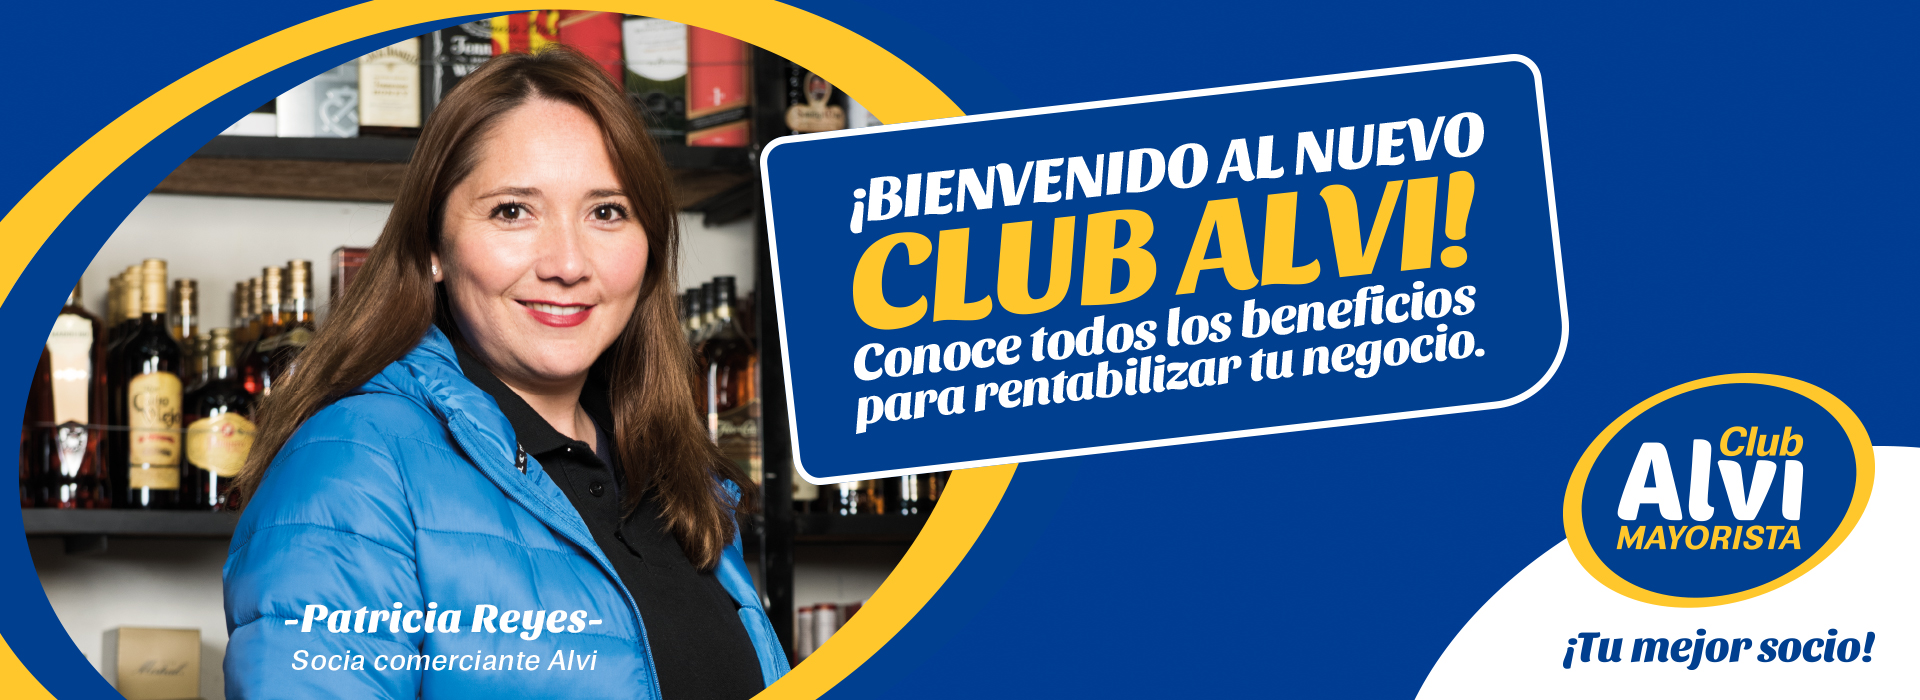 ¡BIENVENIDO AL NUEVO
CLUB ALVI!
Conoce todos los beneficios
para rentabilizar tu negocio.
-Patricia Reyes-
Socia comerciante Alvi
Club
Alvi
MAYORISTA
¡Tu mejor socio!